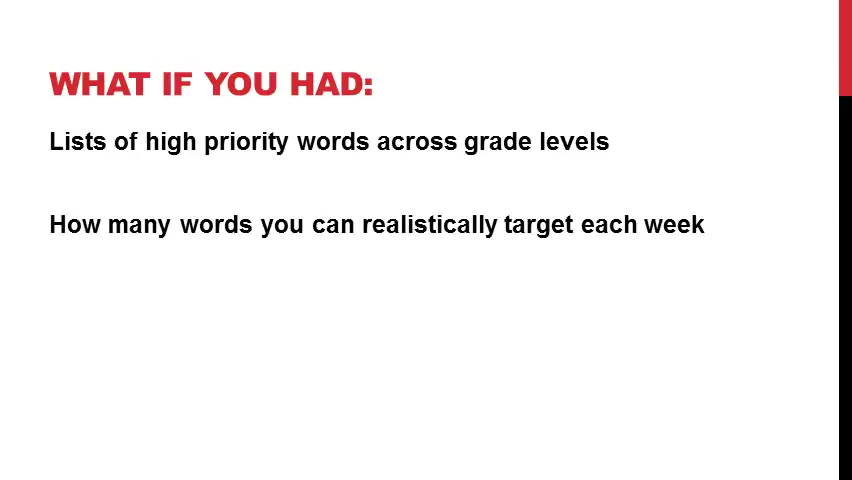 WHAT IF YOU HAD:
Lists of high priority words across grade levels
How many words you can realistically target each week